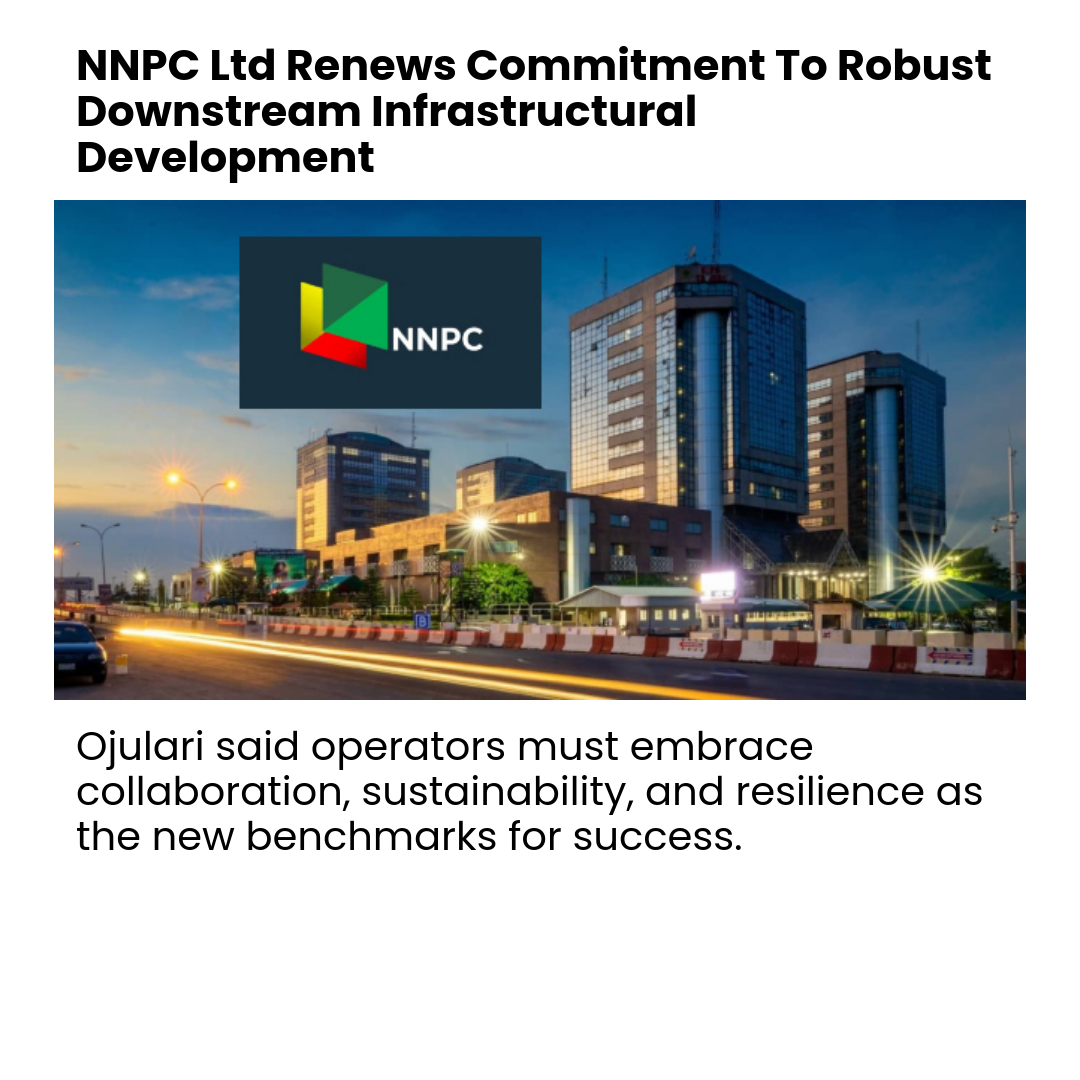 NNPC Ltd Renews Commitment To Robust
Downstream Infrastructural
Development
NNPC
Ojulari said operators must embrace
collaboration, sustainability, and resilience as
the new benchmarks for success.